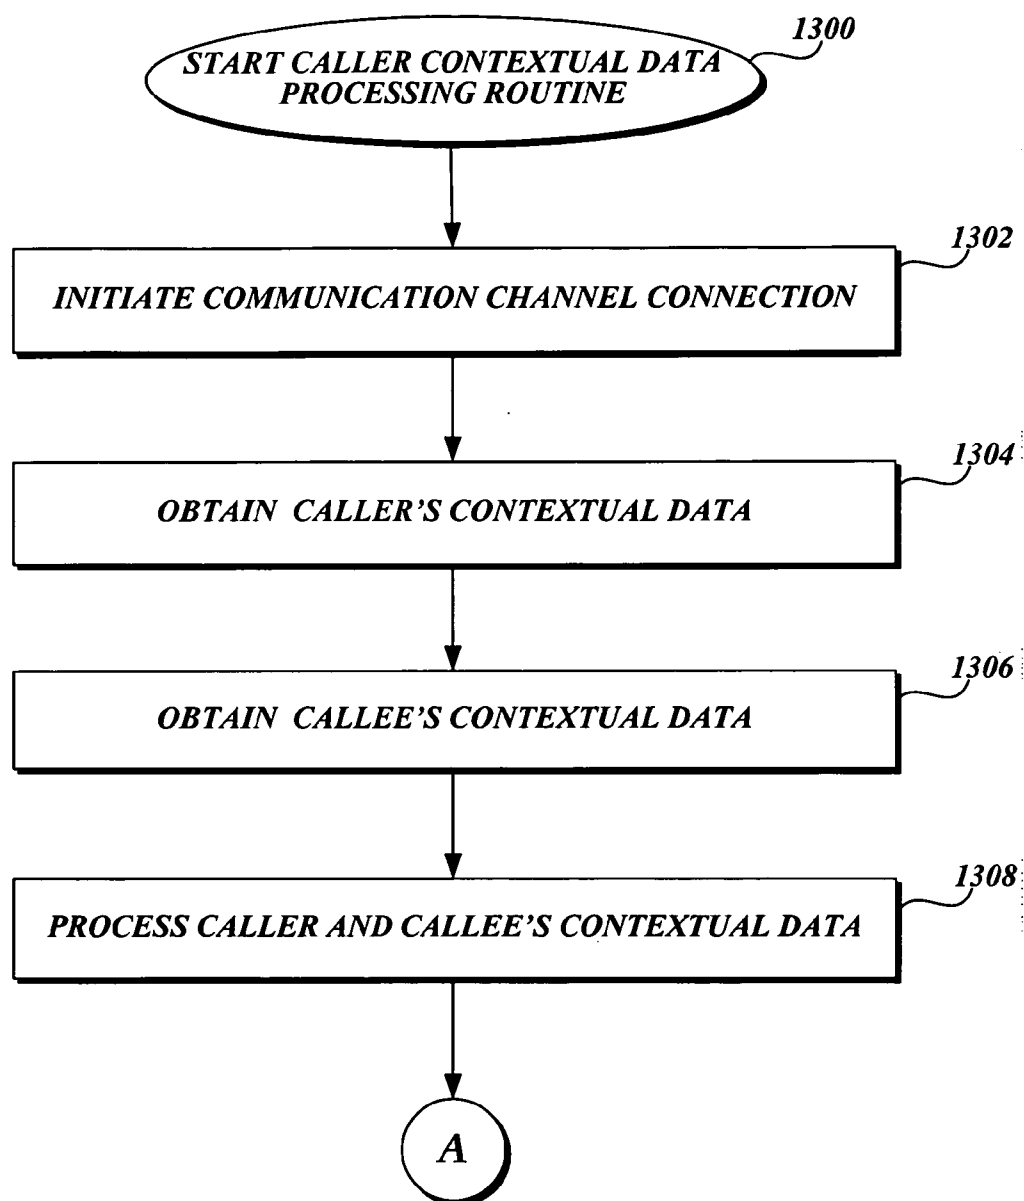 1300
START CALLER CONTEXTUAL DATA
PROCESSING ROUTINE
1302
INITIATE COMMUNICATION CHANNEL CONNECTION
1304
OBTAIN CALLER'S CONTEXTUAL DATA
1306
OBTAIN CALLEE'S CONTEXTUAL DATA
1308
PROCESS CALLER AND CALLEE'S CONTEXTUAL DATA
A